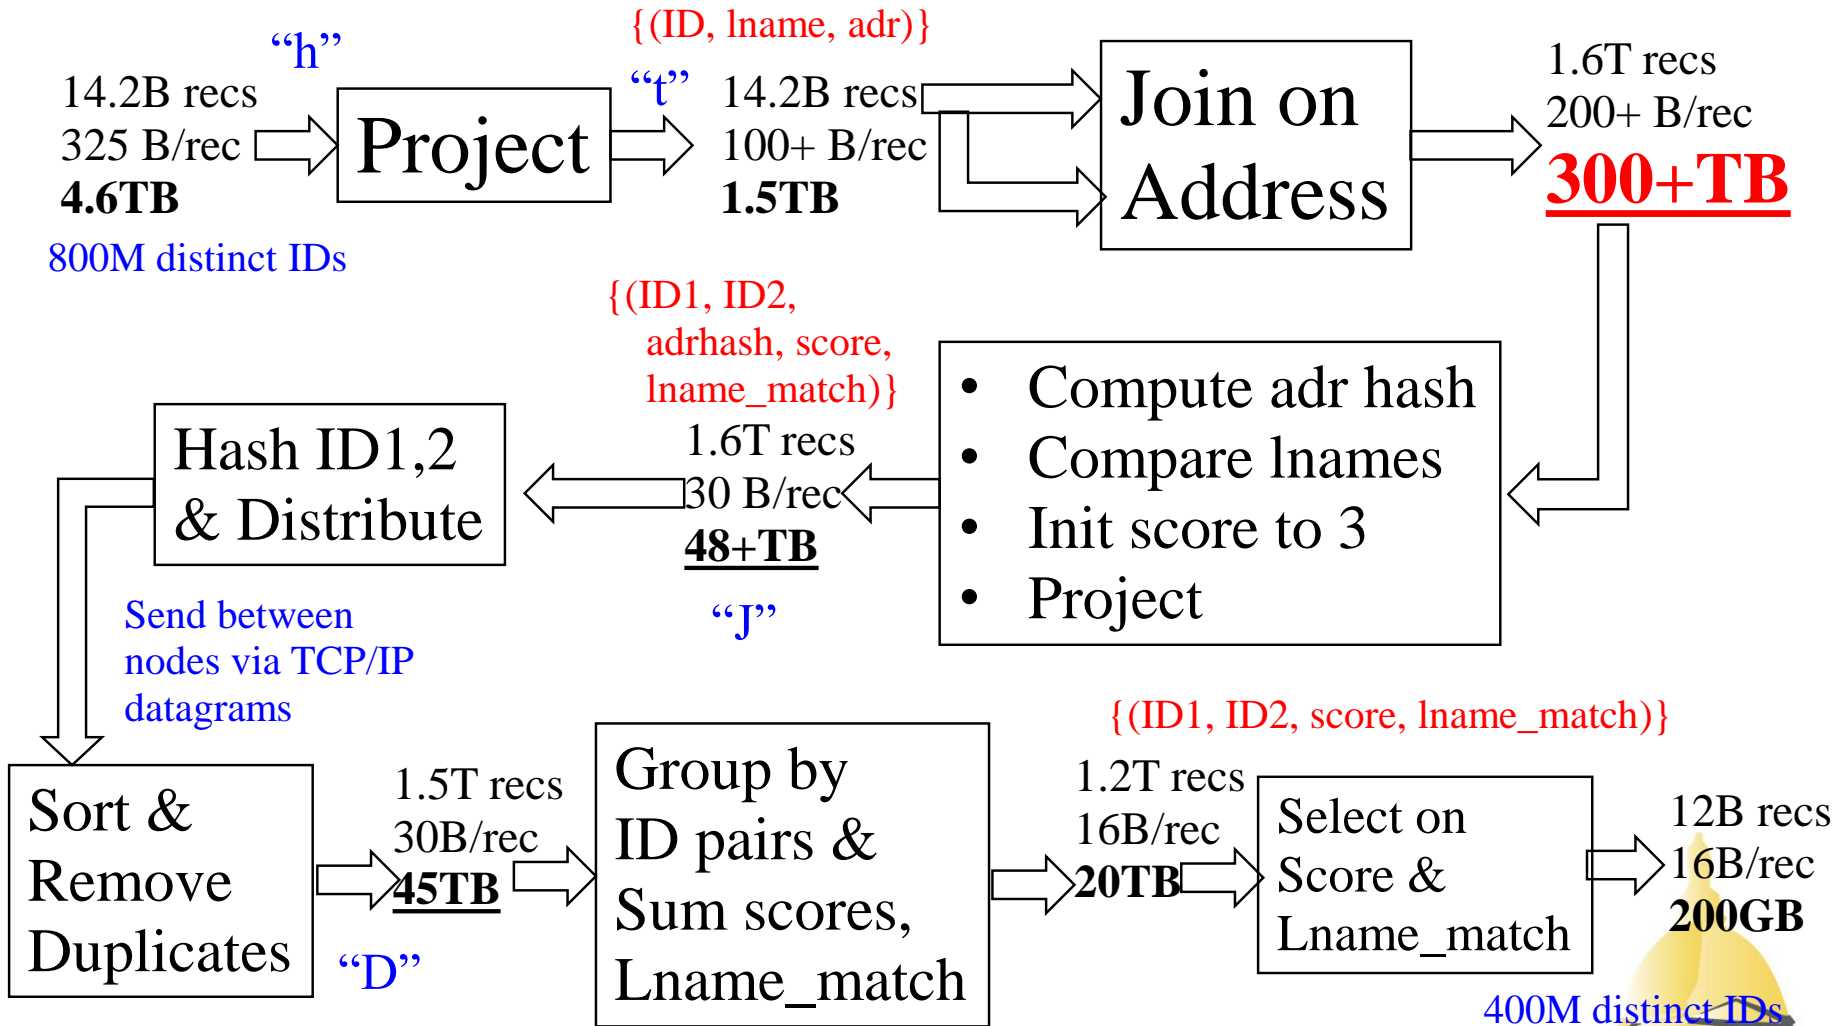 “h”
14.2B recs
325 B/rec
4.6TB
800M distinct IDs
Project
{(ID, lname, adr)}
“t”
14.2B recs
100+ B/rec
1.5TB
Join on
Address
1.6T recs
200+ B/rec
300+TB
• Compute adr hash
• Compare lnames
• Init score to 3
• Project
{(ID1, ID2,
adrhash, score,
lname_match)}
1.6T recs
30 B/rec
48+TB
“J”
Hash ID1,2
& Distribute
Send between
nodes via TCP/IP
datagrams
Sort &
Remove
Duplicates
1.5T recs
30B/rec
45TB
“D”
Group by
ID pairs &
Sum scores,
Lname_match
{(ID1, ID2, score, lname_match)}
1.2T recs
16B/rec
20TB
Select on
Score &
Lname_match
12B recs
16B/rec
200GB
400M distinct IDs